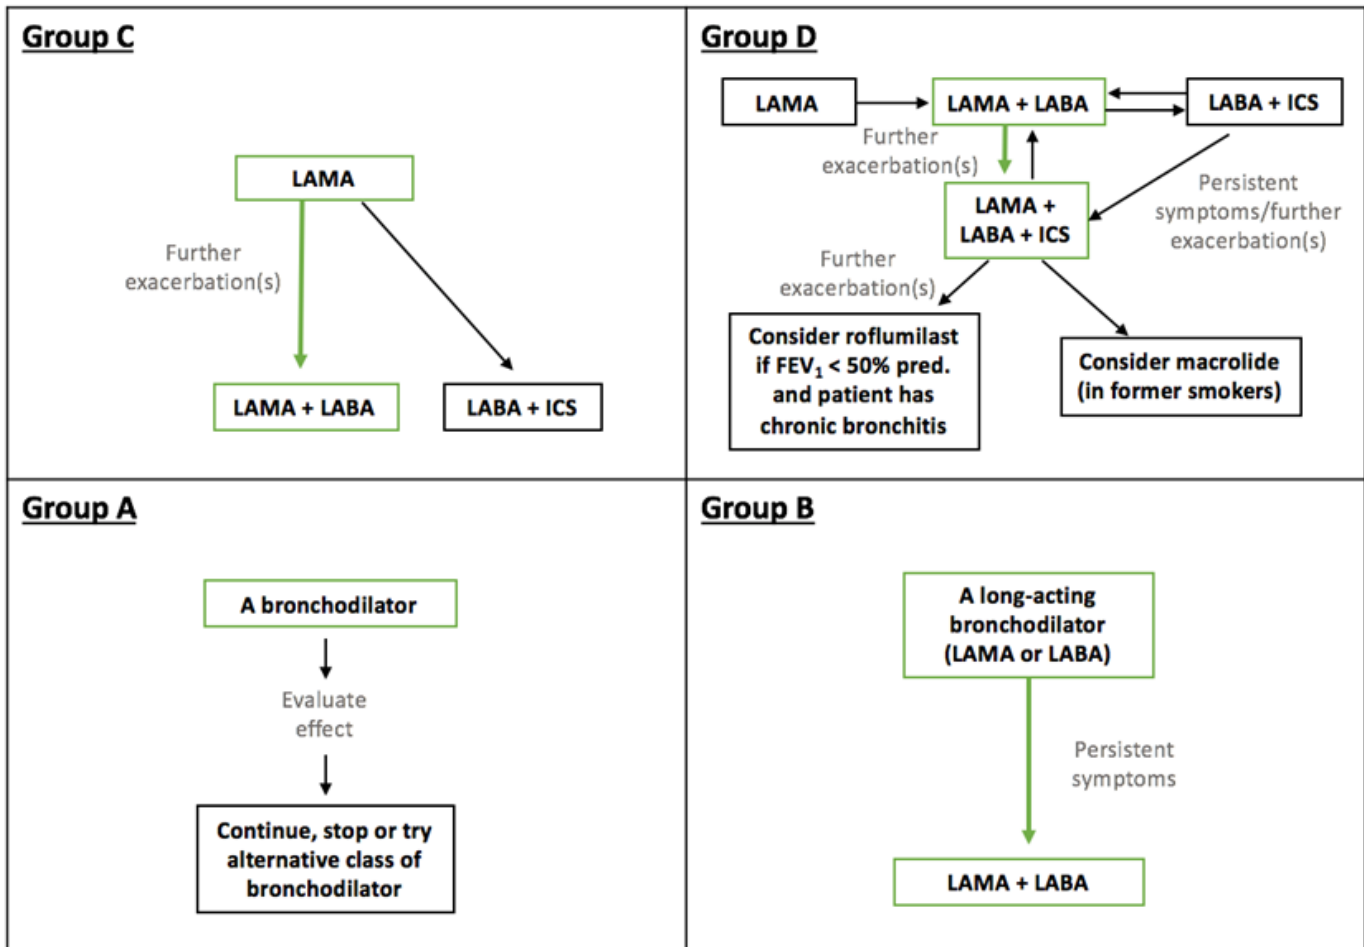 Group C
LAMA
Further
exacerbation(s)
LAMA + LABA
LABA + ICS
Group D
LAMA
LAMA + LABA
LABA + ICS
Further
exacerbation(s)
Persistent
symptoms/further
exacerbation(s)
LAMA +
LABA + ICS
Further
exacerbation(s)
Consider roflumilast
if FEV₁ < 50% pred.
and patient has
chronic bronchitis
Consider macrolide
(in former smokers)
Group A
A bronchodilator
Evaluate
effect
Continue, stop or try
alternative class of
bronchodilator
Group B
A long-acting
bronchodilator
(LAMA or LABA)
Persistent
symptoms
LAMA + LABA